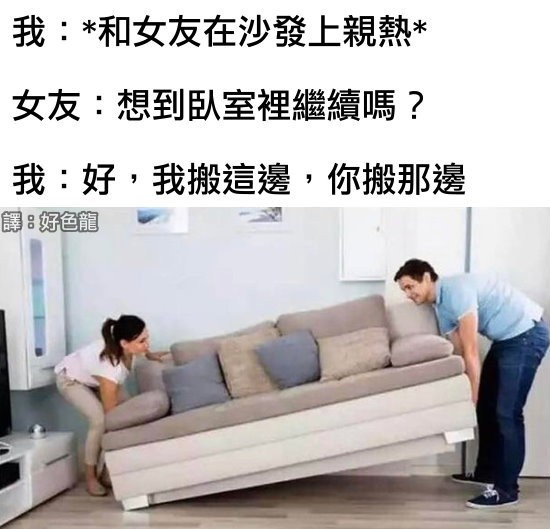 我：*和女友在沙發上親熱*
女友：想到臥室裡繼續嗎？
我：好，我搬這邊，你搬那邊
譯：好色龍